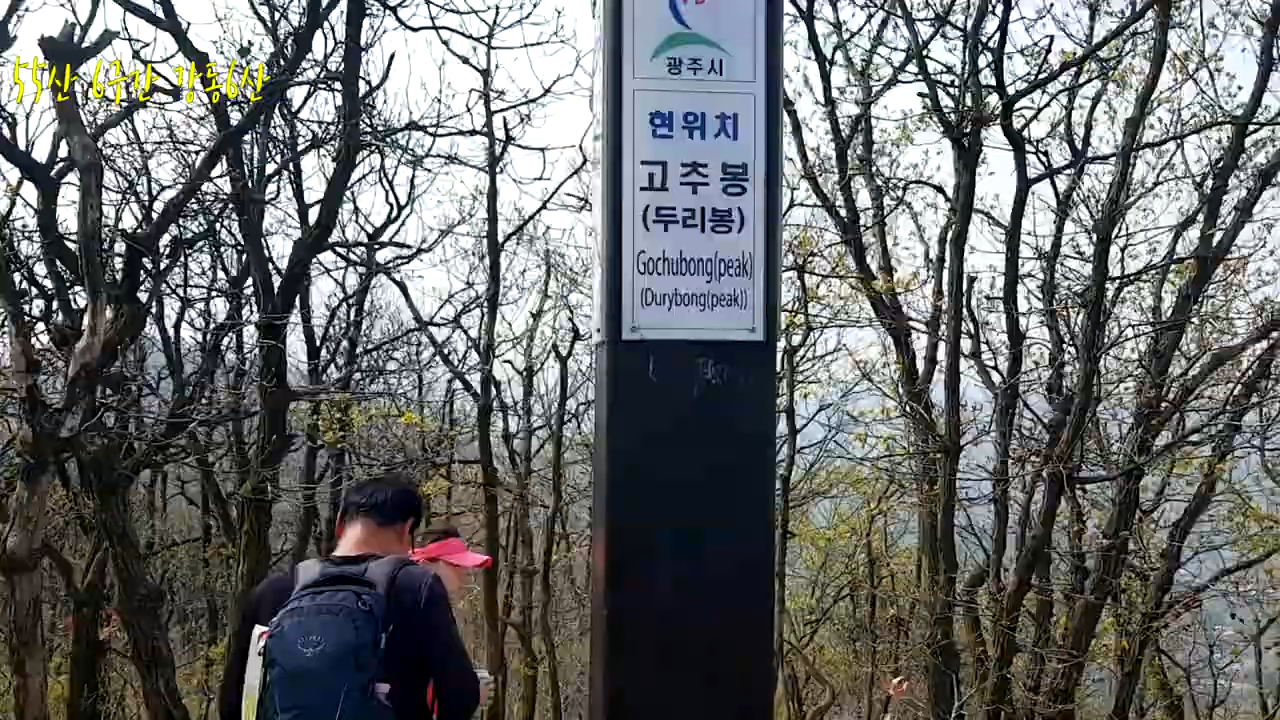 55산 6구간 강동6산
광주시
현위치
고추봉
(두리봉)
Gochubong(peak)
(Durybong(peak))